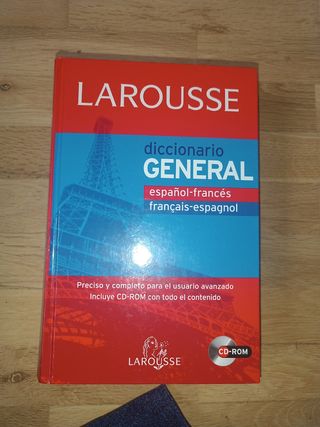 LAROUSSE
diccionario
GENERAL
español-francés
français-espagnol
Preciso y completo para el usuario avanzado
Incluye CD-ROM con todo el contenido
LAROUSSE
CD-ROM